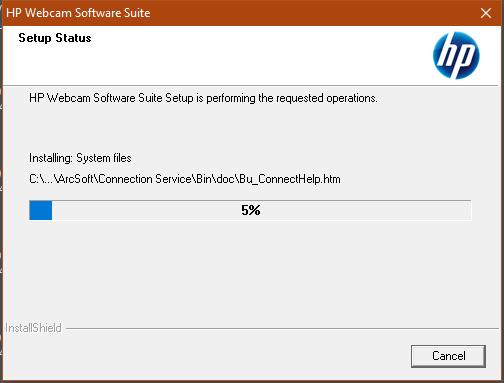 HP Webcam Software Suite
Setup Status
hp
HP Webcam Software Suite Setup is performing the requested operations.
Installing: System files
C:\...\ArcSoft\Connection Service\Bin\doc\Bu_ConnectHelp.htm
5%
InstallShield
Cancel